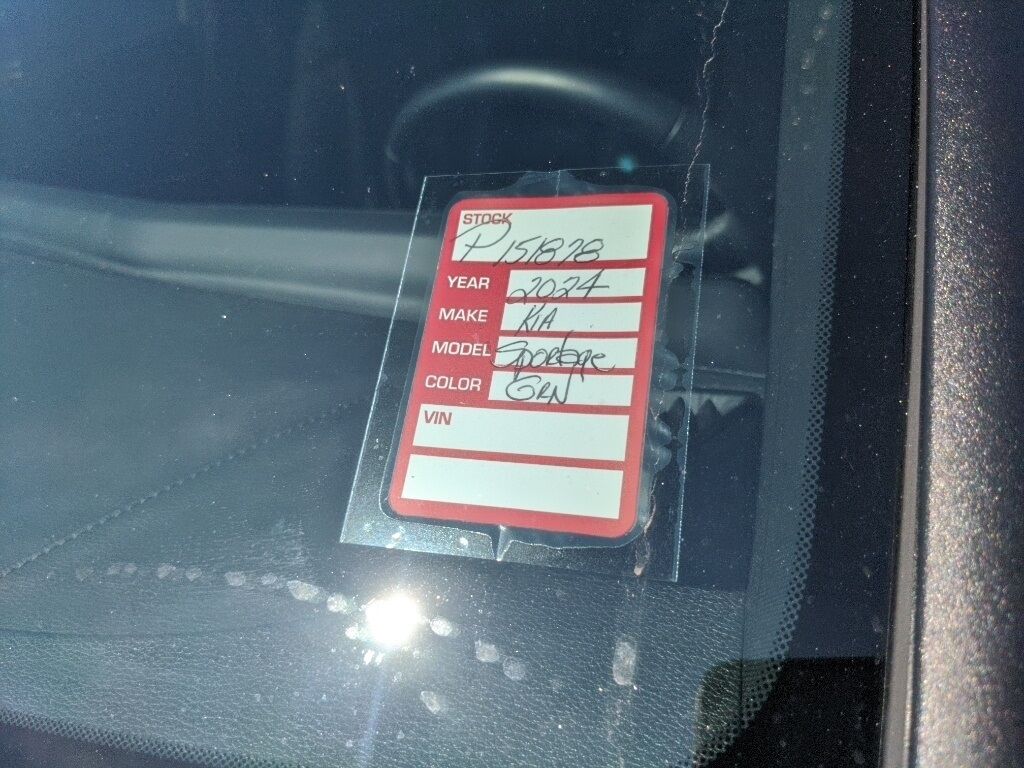 STOCK
P151878
YEAR 2024
MAKE KIA
MODEL Sportage
COLOR GRN
VIN